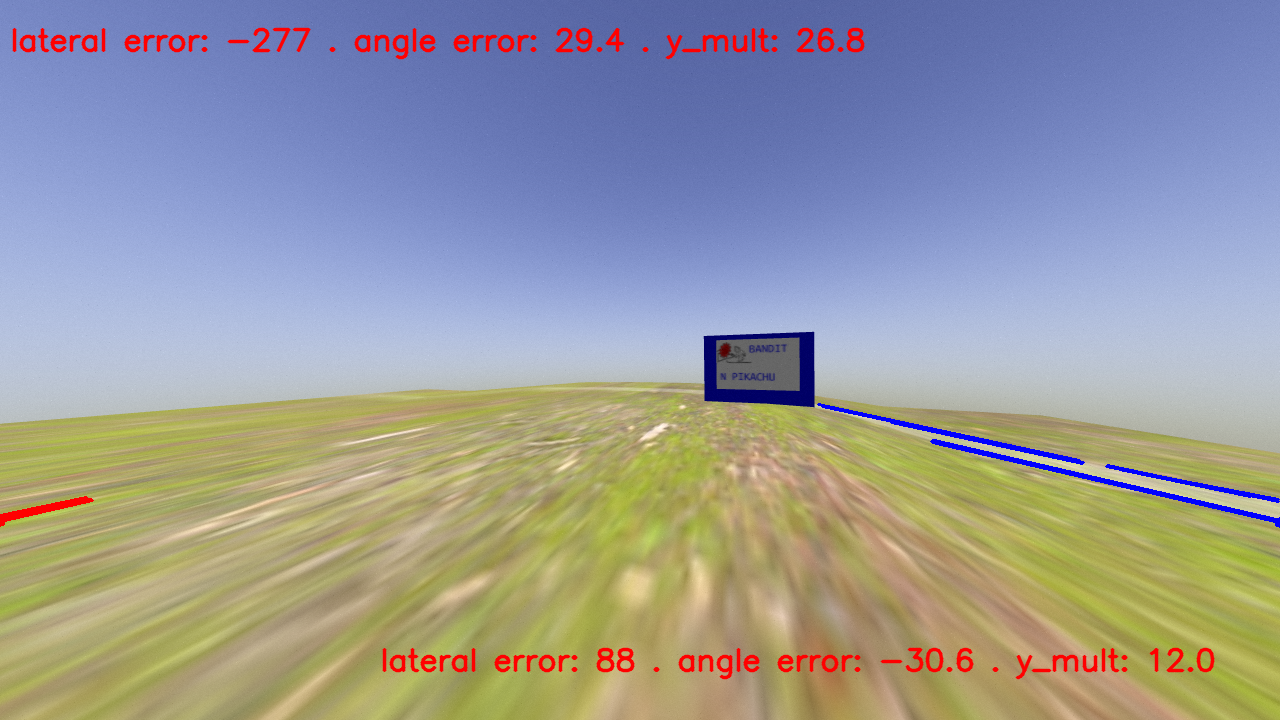 lateral error: −277 . angle error: 29.4 . y_mult: 26.8
BANDIT
N PIKACHU
lateral error: 88 . angle error: −30.6 . y_mult: 12.0